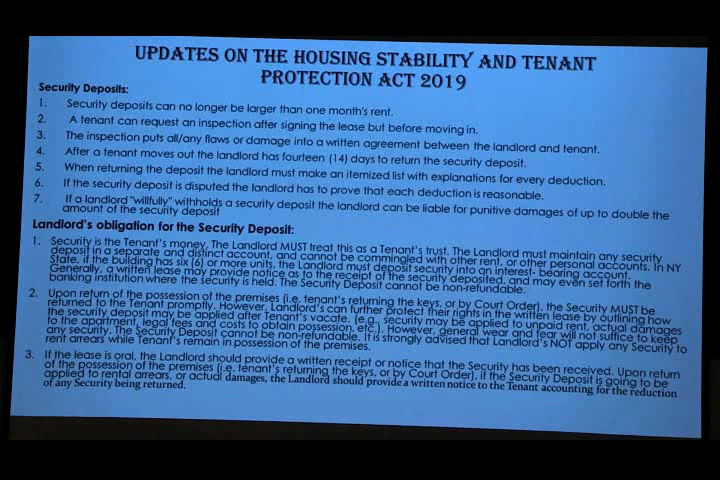 UPDATES ON THE HOUSING STABILITY AND TENANT
PROTECTION ACT 2019
Security Deposits:
1. Security deposits can no longer be larger than one month's rent.
2. A tenant can request an inspection after signing the lease but before moving in.
3. The inspection puts all/any flaws or damage into a written agreement between the landlord and tenant.
4. After a tenant moves out the landlord has fourteen (14) days to return the security deposit.
5. When returning the deposit the landlord must make an itemized list with explanations for every deduction.
6. If the security deposit is disputed the landlord has to prove that each deduction is reasonable.
7. If a landlord "willfully" withholds a security deposit the landlord can be liable for punitive damages of up to double the
amount of the security deposit
Landlord's obligation for the Security Deposit:
1. Security is the Tenant's money, The Landlord MUST treat this as a Tenant's trust. The Landlord must maintain any security
deposit in a separate and distinct account, and cannot be commingled with other rent, or other personal accounts. In NY
State, if the building has six (6) or more units, the Landlord must deposit security into an interest- bearing account.
Generally, a written lease may provide notice as to the receipt of the security deposited, and may even set forth the
banking institution where the security is held. The Security Deposit cannot be non-refundable.
2. Upon return of the possession of the premises (i.e. tenant's returning the keys, or by Court Order), the Security MUST be
returned to the Tenant promptly. However, Landlord's can further protect their rights in the written lease by outlining how
the security deposit may be applied after Tenant's vacate. (e.g., security may be applied to unpaid rent, actual damages
to the apartment, legal fees and costs to obtain possession, etc.). However, general wear and tear will not suffice to keep
any security. The Security Deposit cannot be non-refundable. It is strongly advised that Landlord's NOT apply any Security to
rent arrears while Tenant's remain in possession of the premises.
3. If the lease is oral, the Landlord should provide a written receipt or notice that the Security has been received. Upon return
of the possession of the premises (i.e. tenant's returning the keys, or by Court Order), if the Security Deposit is going to be
applied to rental arrears, or actual damages, the Landlord should provide a written notice to the Tenant accounting for the reduction
of any Security being returned.